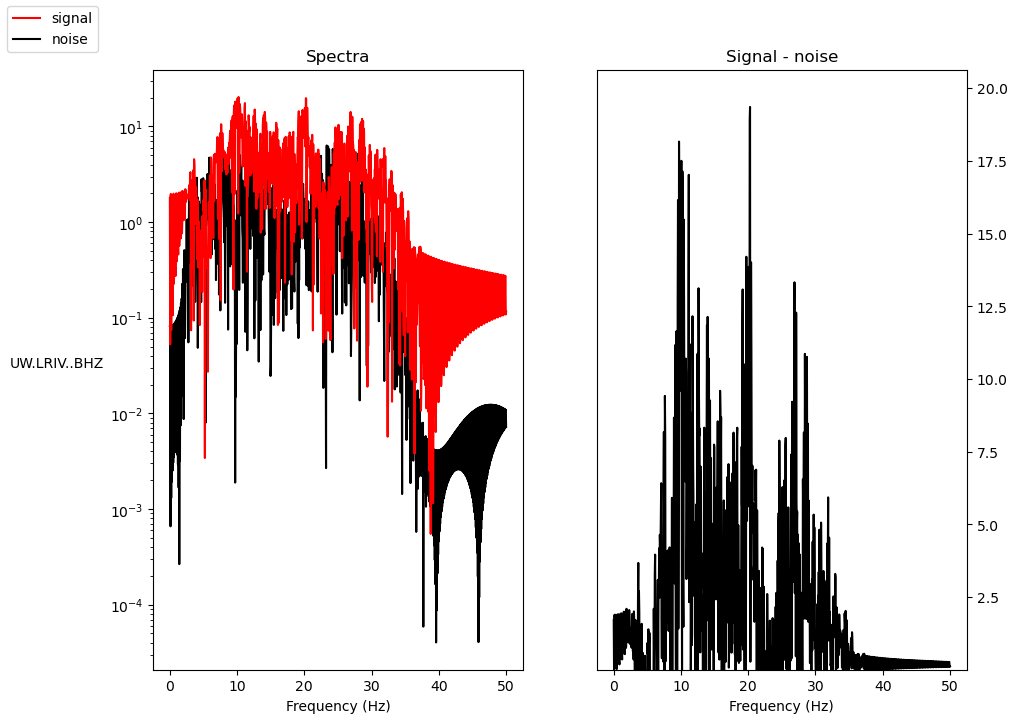 signal
noise
Spectra
Signal - noise
UW.LRIV..BHZ
10¹
10⁰
10⁻¹
10⁻²
10⁻³
10⁻⁴
0 10 20 30 40 50
Frequency (Hz)
20.0
17.5
15.0
12.5
10.0
7.5
5.0
2.5
0 10 20 30 40 50
Frequency (Hz)